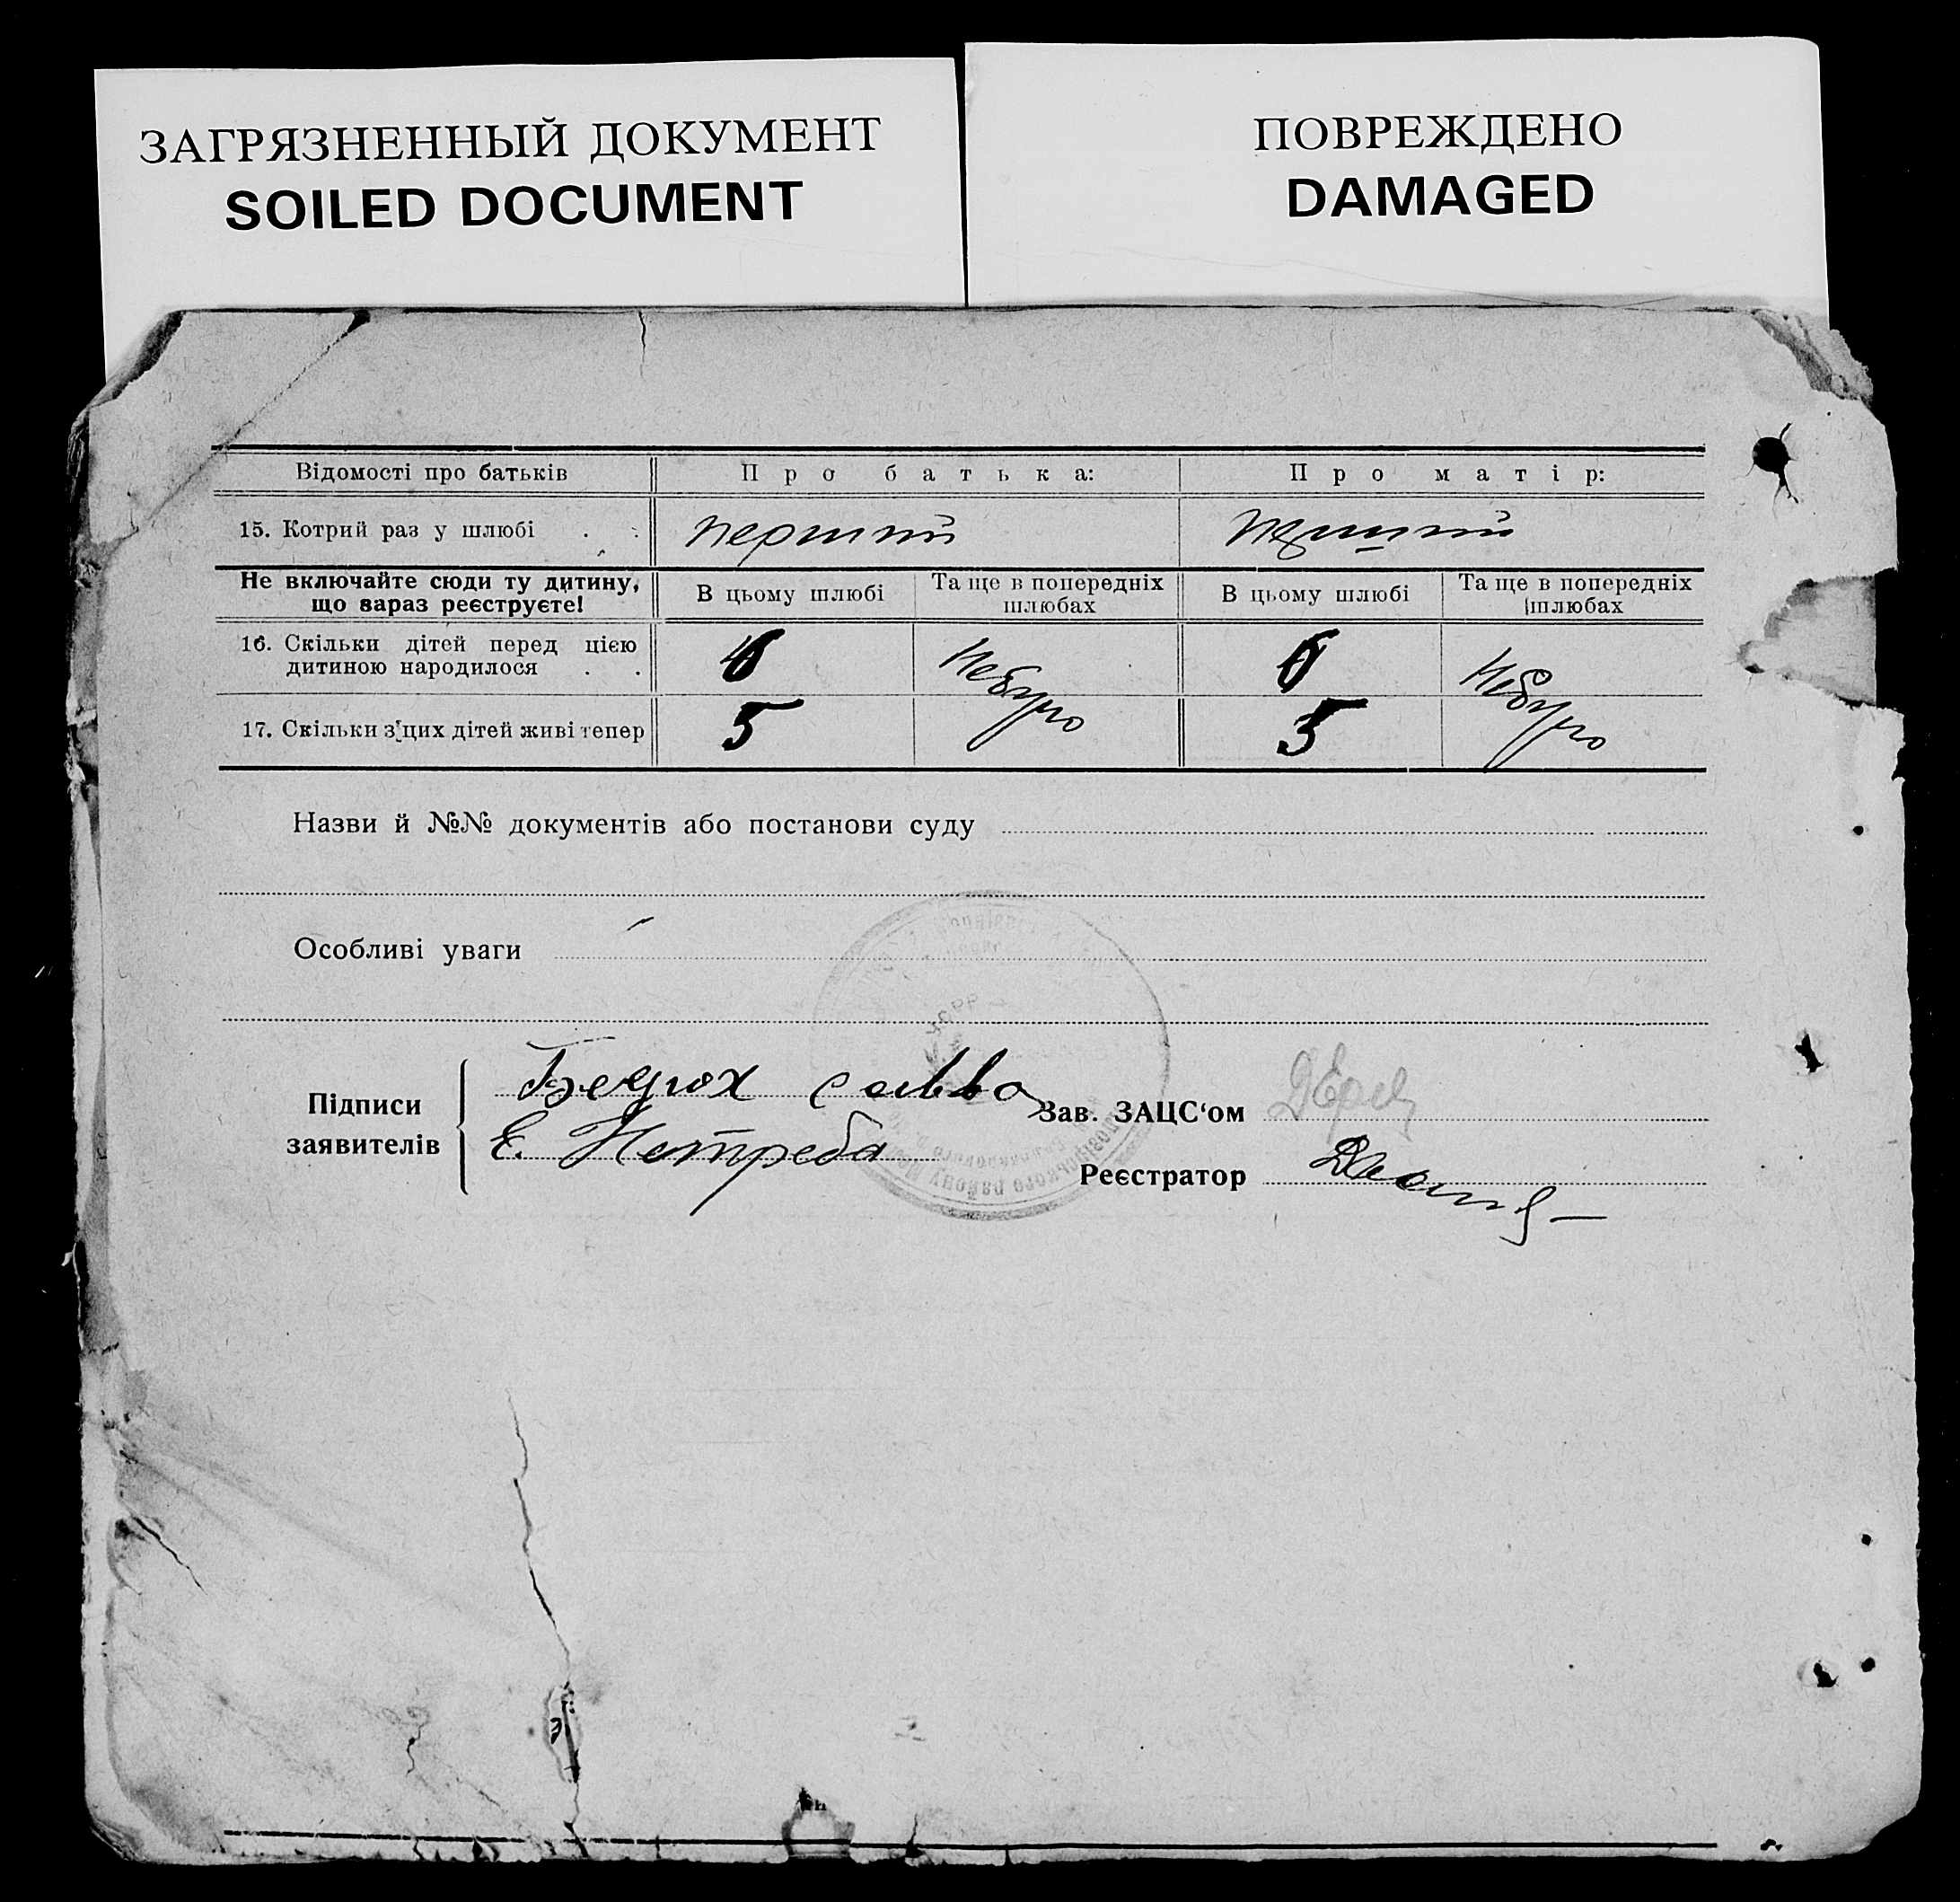 ЗАГРЯЗНЕННЫЙ ДОКУМЕНТ
SOILED DOCUMENT
ПОВРЕЖДЕНО
DAMAGED
Відомості про батьків Про батька: Про матір:
15. Котрий раз у шлюбі . . перший перший
Не включайте сюди ту дитину, що зараз реєструєте! В цьому шлюбі Та ще в попередніх шлюбах В цьому шлюбі Та ще в попередніх шлюбах
16. Скільки дітей перед цією дитиною народилося . . 6 Небуло 6 Небуло
17. Скільки з цих дітей живі тепер 5 5
Назви й №№ документів або постанови суду
Особливі уваги
Підписи заявителів
савва
Е. Нетреба
Зав. ЗАЦС‘ом
Реєстратор